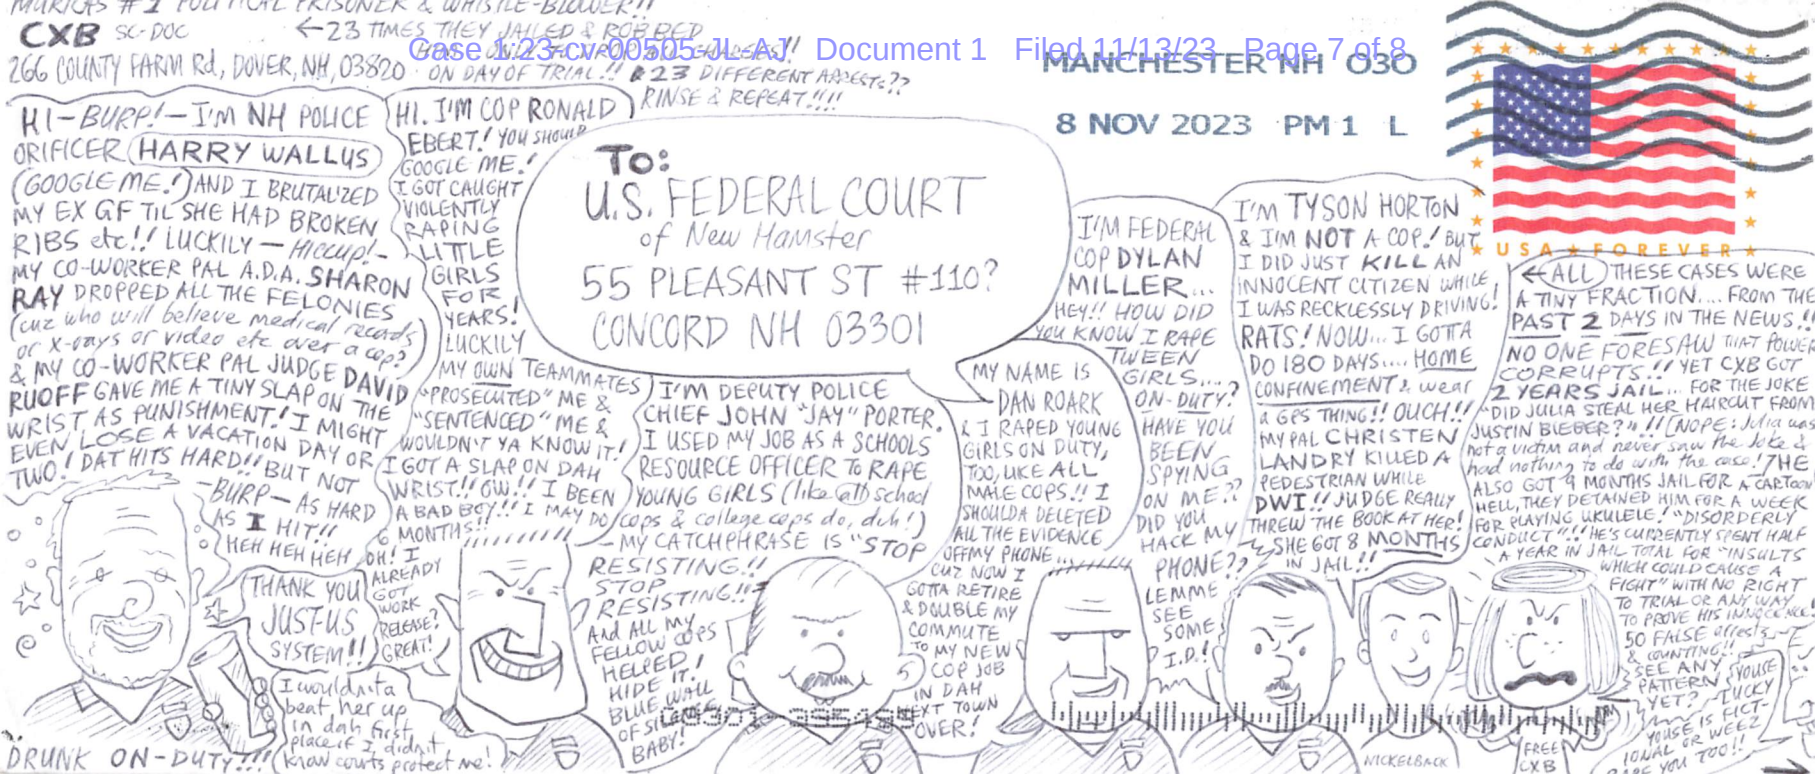 MURICAS #1 POLITICAL PRISONER & WHISTLE-BLOWER!!
CXB SC-DOC
266 COUNTY FARM Rd, DOVER, NH, 03820
←23 TIMES THEY JAILED & ROBBED
ON DAY OF TRIAL!! & 23 DIFFERENT ARRESTS??
RINSE & REPEAT!!!!
Case 1:23-cv-00505-JL-AJ Document 1 Filed 11/13/23 Page 7 of 8
MANCHESTER NH 030
8 NOV 2023 PM 1 L
USA FOREVER
HI-BURP!-I'M NH POLICE
ORIFICER HARRY WALLUS
(GOOGLE ME!) AND I BRUTALIZED
MY EX GF TIL SHE HAD BROKEN
RIBS etc!! LUCKILY - HICCUP!-
MY CO-WORKER PAL A.D.A. SHARON
RAY DROPPED ALL THE FELONIES
(cuz who will believe medical records
or x-rays or video etc over a cop?)
& MY CO-WORKER PAL JUDGE DAVID
RUOFF GAVE ME A TINY SLAP ON THE
WRIST AS PUNISHMENT! I MIGHT
EVEN LOSE A VACATION DAY OR
TWO! DAT HITS HARD!! BUT NOT
-BURP- AS HARD
AS I HIT!!
HEH HEH HEH
THANK YOU
JUST-US
SYSTEM!!
I wouldn'ta
beat her up
in dah first
place if I didn't
know courts protect me!
DRUNK ON-DUTY!!!!
HI. I'M COP RONALD
EBERT! YOU SHOULD
GOOGLE ME!
I GOT CAUGHT
VIOLENTLY
RAPING
LITTLE
GIRLS
FOR
YEARS!
LUCKILY
MY OWN TEAMMATES
"PROSECUTED" ME &
"SENTENCED" ME &
WOULDN'T YA KNOW IT!
I GOT A SLAP ON DAH
WRIST!! OW!! I BEEN
A BAD BOY!!! I MAY DO
6 MONTHS!!
OH! I
ALREADY
GOT
WORK
RELEASE?
GREAT!
To:
U.S. FEDERAL COURT
of New Hamster
55 PLEASANT ST #110?
CONCORD NH 03301
I'M DEPUTY POLICE
CHIEF JOHN "JAY" PORTER.
I USED MY JOB AS A SCHOOLS
RESOURCE OFFICER To RAPE
YOUNG GIRLS (like all school
cops & college cops do, duh!)
- MY CATCHPHRASE IS "STOP
RESISTING!!
STOP
RESISTING!!"
And ALL MY
FELLOW COPS
HELPED
HIDE IT!
BLUE WALL
OF SI
BABY!
MY NAME IS
DAN ROARK
& I RAPED YOUNG
GIRLS ON DUTY,
TOO, LIKE ALL
MALE COPS!! I
SHOULDA DELETED
ALL THE EVIDENCE
OFF MY PHONE
CUZ NOW I
GOTTA RETIRE
& DOUBLE MY
COMMUTE
TO MY NEW
COP JOB
IN DAH
NEXT TOWN
OVER!
I'M FEDERAL
COP DYLAN
MILLER...
HEY!! HOW DID
YOU KNOW I RAPE
TWEEN
GIRLS...
ON-DUTY?
HAVE YOU
BEEN
SPYING
ON ME??
DID YOU
HACK MY
PHONE??
LEMME
SEE
SOME
I.D.!
I'M TYSON HORTON
& I'M NOT A COP! BUT
I DID JUST KILL AN
INNOCENT CITIZEN WHILE
I WAS RECKLESSLY DRIVING!
RATS! NOW... I GOTTA
DO 180 DAYS.... HOME
CONFINEMENT & wear
a GPS THING!! OUCH!!
MY PAL CHRISTEN
LANDRY KILLED A
PEDESTRIAN WHILE
DWI!! JUDGE REALLY
THREW THE BOOK AT HER!
SHE GOT 8 MONTHS
IN JAIL!!
NICKELBACK
←ALL THESE CASES WERE
A TINY FRACTION.... FROM THE
PAST 2 DAYS IN THE NEWS!!
NO ONE FORESAW THAT POWER
CORRUPTS!! YET CXB GOT
2 YEARS JAIL... FOR THE JOKE
"DID JULIA STEAL HER HAIRCUT FROM
JUSTIN BIEBER?"!! (NOPE: Julia was
not a victim and never saw the joke &
had nothing to do with the case! THE
ALSO GOT 9 MONTHS JAIL FOR A CARTOON
HELL, THEY DETAINED HIM FOR A WEEK
FOR PLAYING UKULELE! "DISORDERLY
CONDUCT"!!! HE'S CURRENTLY SPENT HALF
A YEAR IN JAIL TOTAL FOR "INSULTS
WHICH COULD CAUSE A
FIGHT" WITH NO RIGHT
TO TRIAL OR ANY WAY
TO PROVE HIS INNOCENCE.
50 FALSE arrests
& COUNTING!!
SEE ANY
PATTERN
YET?
YOUSE
LUCKY
YOUSE IS FICT-
IONAL OR WEEZ
RAPE YOU TOO!!
FREE
CXB